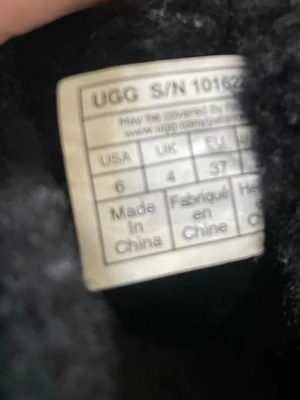 UGG S/N 10162
May be covered by
www.ugg.com/
USA UK EU
6 4 37
Made in China
Fabriqué en Chine